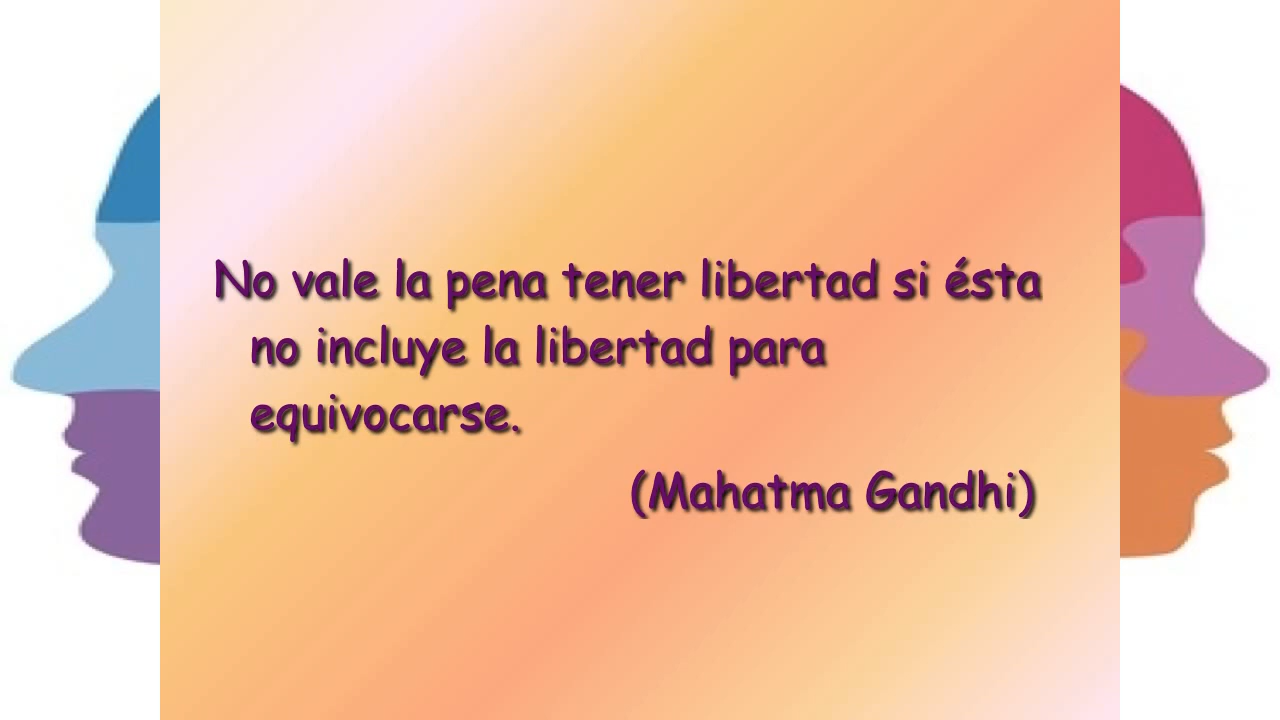 No vale la pena tener libertad si ésta
no incluye la libertad para
equivocarse.
(Mahatma Gandhi)